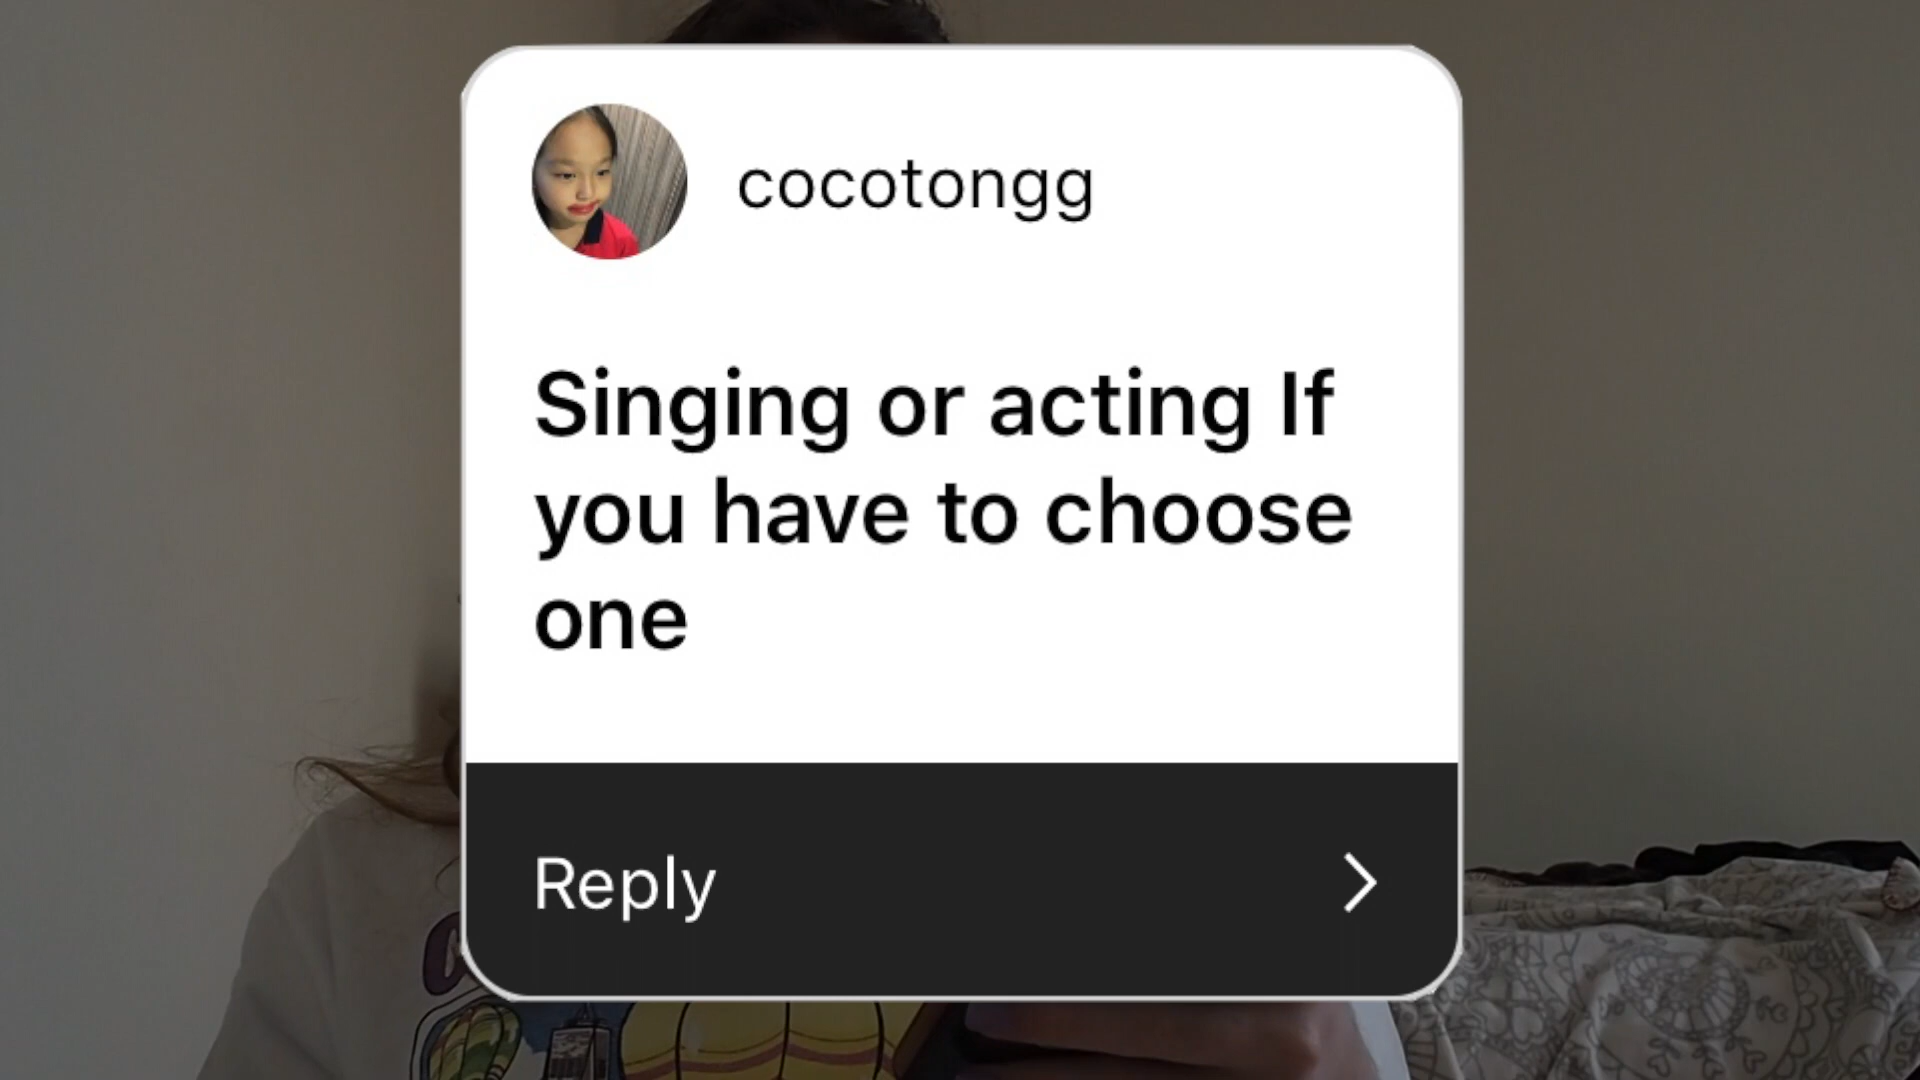 cocotongg
Singing or acting If
you have to choose
one
Reply